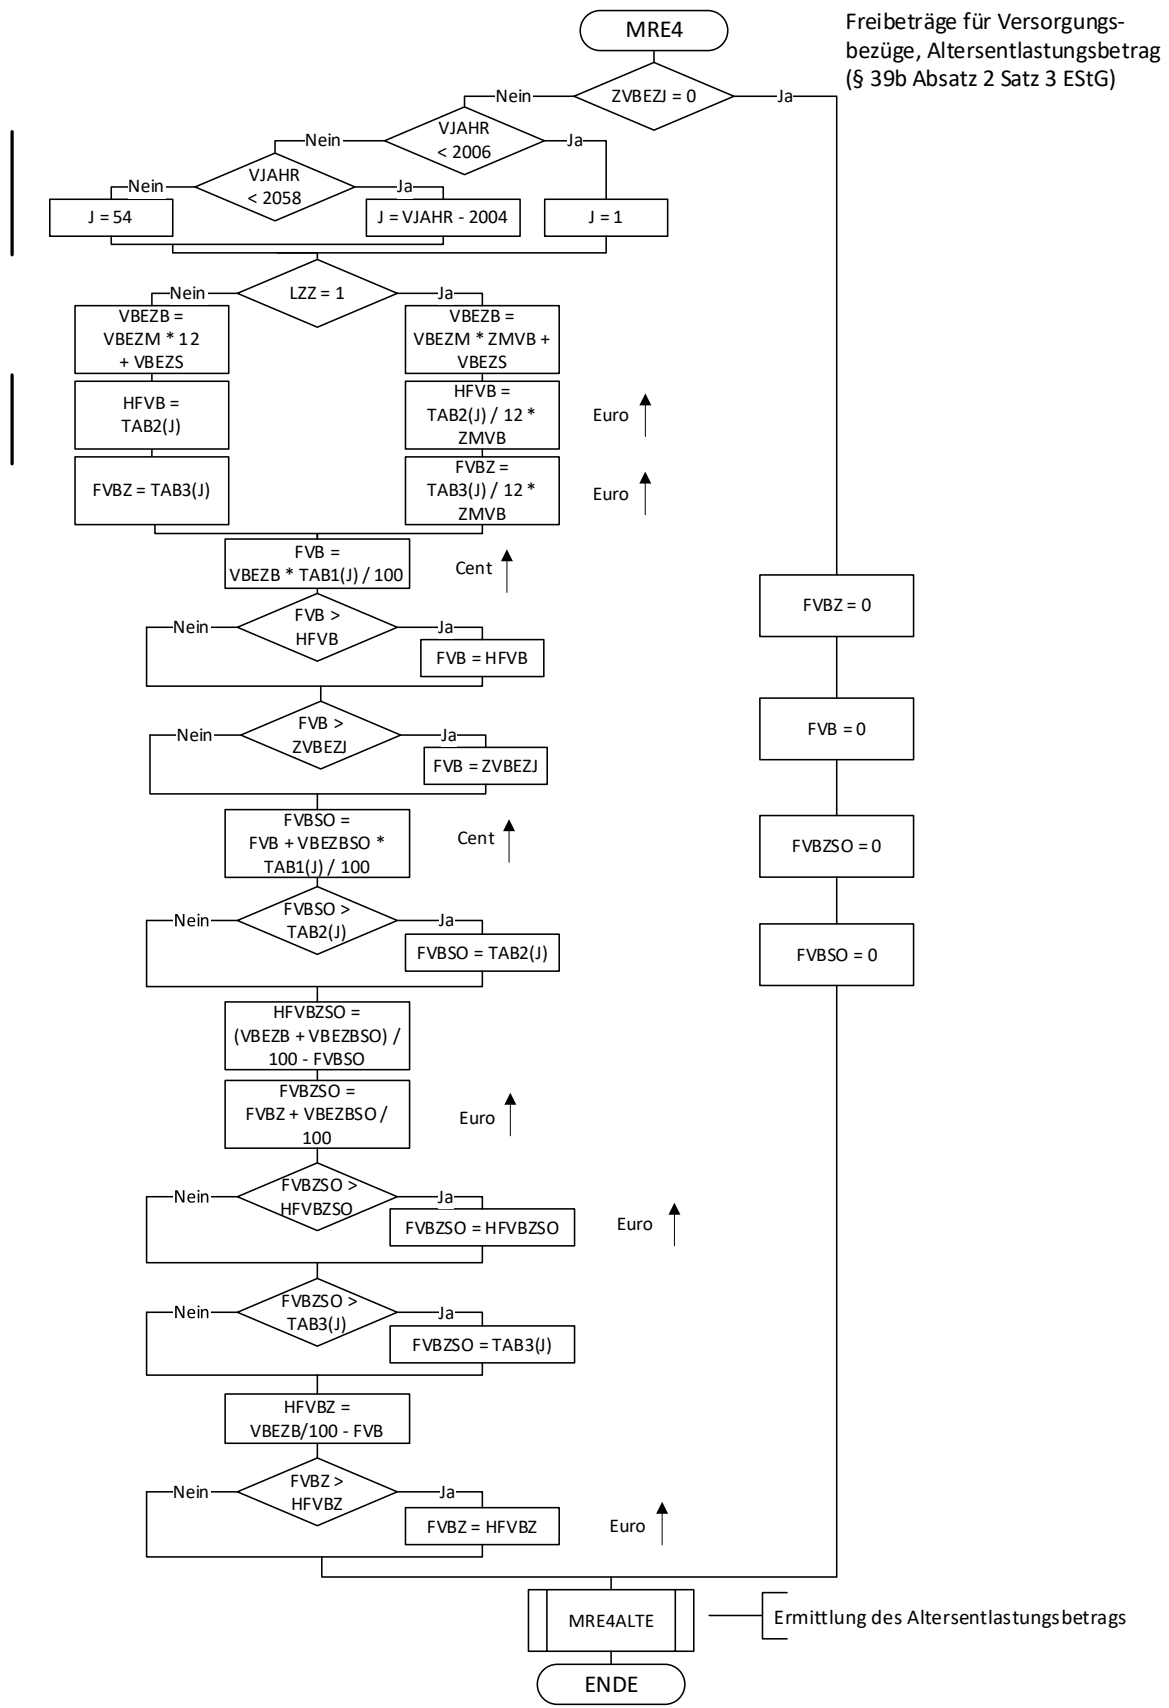 MRE4
Freibeträge für Versorgungs-
bezüge, Altersentlastungsbetrag
(§ 39b Absatz 2 Satz 3 EStG)
Nein
ZVBEZJ = 0
Ja
Nein
VJAHR
< 2006
Ja
Nein
VJAHR
< 2058
Ja
J = 54
J = VJAHR - 2004
J = 1
Nein
LZZ = 1
Ja
VBEZB =
VBEZM * 12
+ VBEZS
VBEZB =
VBEZM * ZMVB +
VBEZS
HFVB =
TAB2(J)
HFVB =
TAB2(J) / 12 *
ZMVB
Euro
FVBZ = TAB3(J)
FVBZ =
TAB3(J) / 12 *
ZMVB
Euro
FVB =
VBEZB * TAB1(J) / 100
Cent
FVBZ = 0
Nein
FVB >
HFVB
Ja
FVB = HFVB
FVB = 0
Nein
FVB >
ZVBEZJ
Ja
FVB = ZVBEZJ
FVBSO =
FVB + VBEZBSO *
TAB1(J) / 100
Cent
FVBZSO = 0
Nein
FVBSO >
TAB2(J)
Ja
FVBSO = TAB2(J)
FVBSO = 0
HFVBZSO =
(VBEZB + VBEZBSO) /
100 - FVBSO
FVBZSO =
FVBZ + VBEZBSO /
100
Euro
Nein
FVBZSO >
HFVBZSO
Ja
FVBZSO = HFVBZSO
Euro
Nein
FVBZSO >
TAB3(J)
Ja
FVBZSO = TAB3(J)
HFVBZ =
VBEZB/100 - FVB
Nein
FVBZ >
HFVBZ
Ja
FVBZ = HFVBZ
Euro
MRE4ALTE
Ermittlung des Altersentlastungsbetrags
ENDE